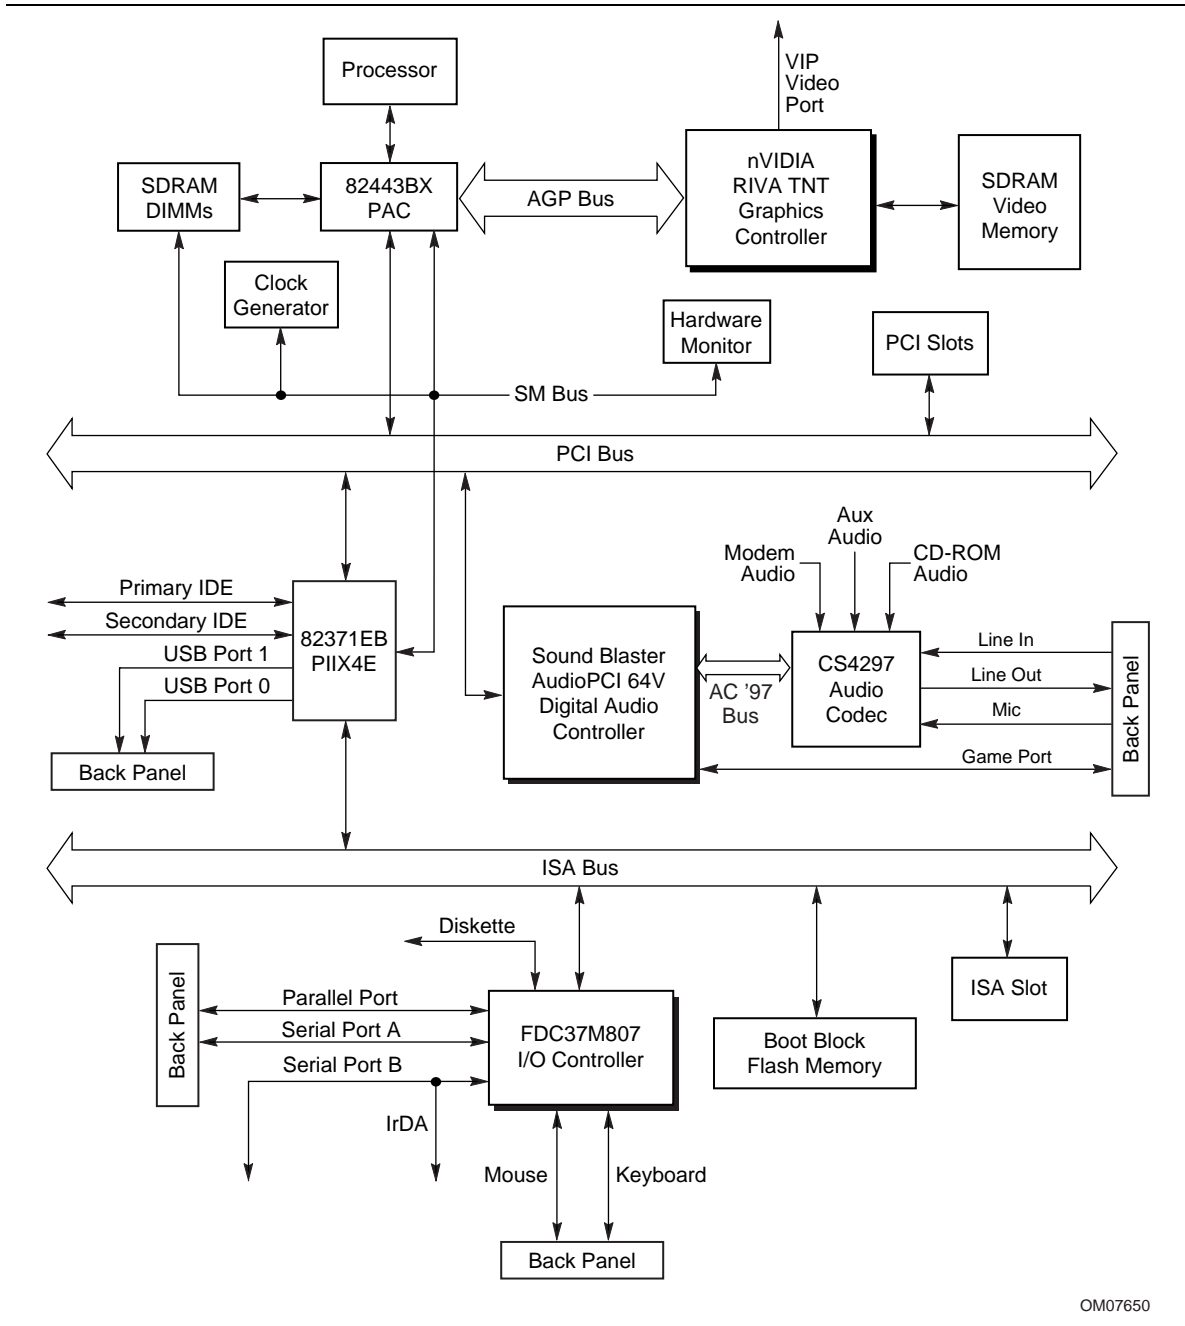 VIP
Video
Port
Processor
nVIDIA
RIVA TNT
Graphics
Controller
SDRAM
Video
Memory
SDRAM
DIMMs
82443BX
PAC
AGP Bus
Clock
Generator
Hardware
Monitor
PCI Slots
SM Bus
PCI Bus
Aux
Audio
Modem
Audio
CD-ROM
Audio
Primary IDE
Secondary IDE
USB Port 1
USB Port 0
82371EB
PIIX4E
Back Panel
Sound Blaster
AudioPCI 64V
Digital Audio
Controller
AC '97
Bus
CS4297
Audio
Codec
Line In
Line Out
Mic
Game Port
Back Panel
ISA Bus
Diskette
Back Panel
Parallel Port
Serial Port A
Serial Port B
IrDA
FDC37M807
I/O Controller
Boot Block
Flash Memory
ISA Slot
Mouse
Keyboard
Back Panel
OM07650